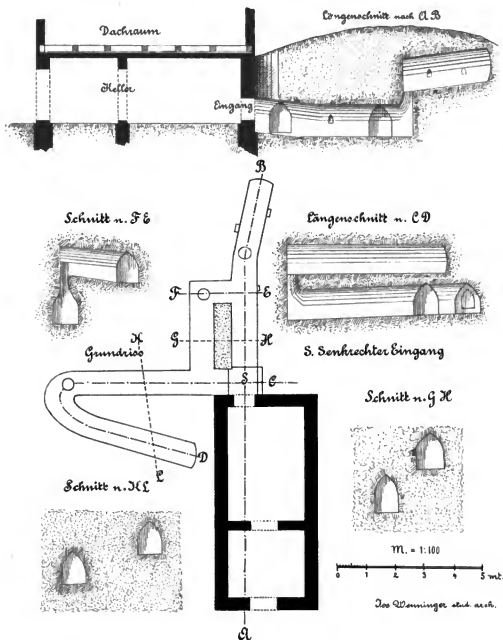 Längenschnitt nach A.B
Dachraum
Keller
Eingang
B
Schnitt n. F E
Längenschnitt n. C D
F E
G H
K
Grundriss
S. Senkrechter Eingang
S C
Schnitt n. G H
D
L
Schnitt n. K L
M. = 1:100
0 1 2 3 4 5 mt.
Wenninger stud. arch.
A